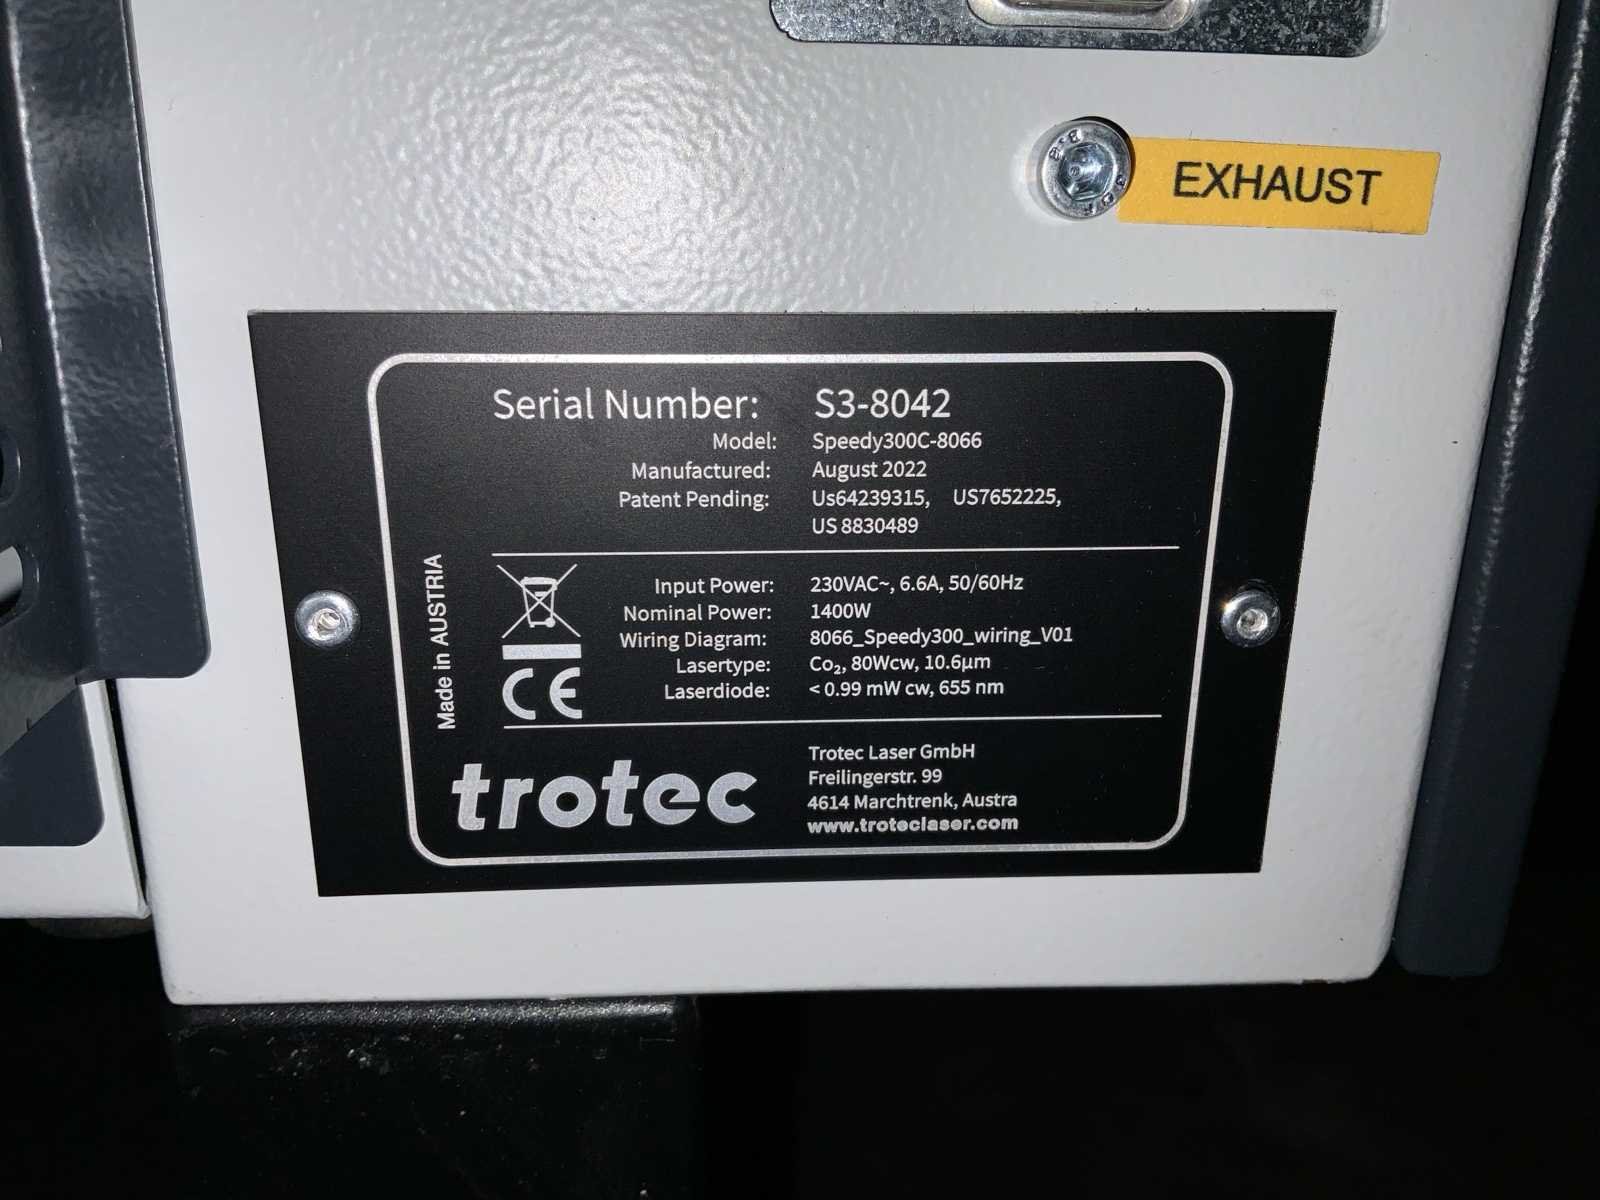 EXHAUST
Serial Number: S3-8042
Model: Speedy300C-8066
Manufactured: August 2022
Patent Pending: Us64239315, US7652225,
US 8830489
Made in AUSTRIA
Input Power: 230VAC~, 6.6A, 50/60Hz
Nominal Power: 1400W
Wiring Diagram: 8066_Speedy300_wiring_V01
Lasertype: Co₂, 80Wcw, 10.6µm
Laserdiode: < 0.99 mW cw, 655 nm
CE
trotec
Trotec Laser GmbH
Freilingerstr. 99
4614 Marchtrenk, Austra
www.troteclaser.com